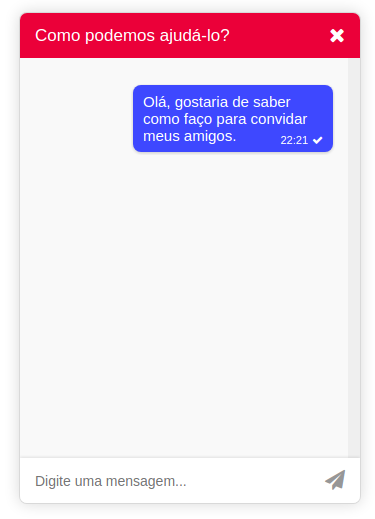 Como podemos ajudá-lo?
Olá, gostaria de saber
como faço para convidar
meus amigos.
22:21
Digite uma mensagem...